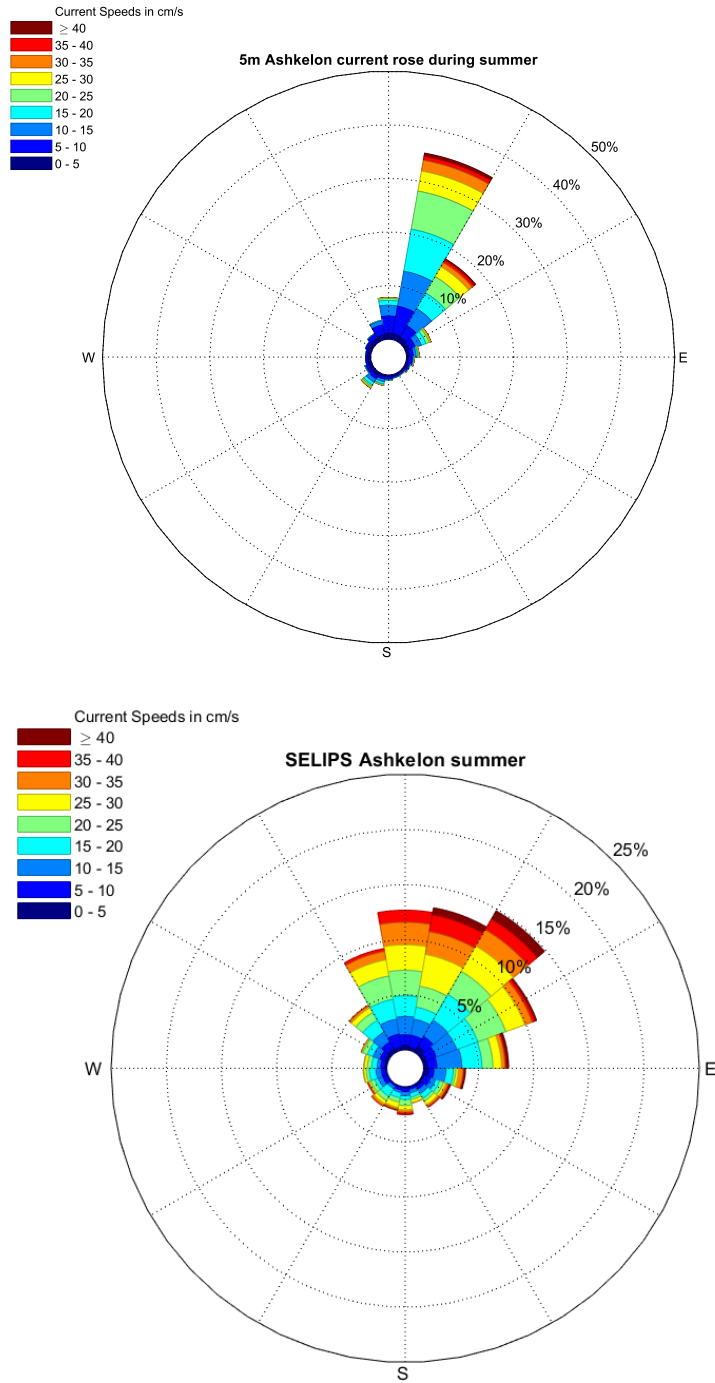 Current Speeds in cm/s
≥ 40
35 - 40
30 - 35
25 - 30
20 - 25
15 - 20
10 - 15
5 - 10
0 - 5
5m Ashkelon current rose during summer
50%
40%
30%
20%
10%
W
E
S
Current Speeds in cm/s
≥ 40
35 - 40
30 - 35
25 - 30
20 - 25
15 - 20
10 - 15
5 - 10
0 - 5
SELIPS Ashkelon summer
25%
20%
15%
10%
5%
W
E
S